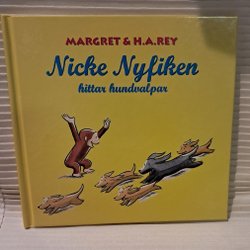 MARGRET & H.A.REY
Nicke Nyfiken
hittar hundvalpar